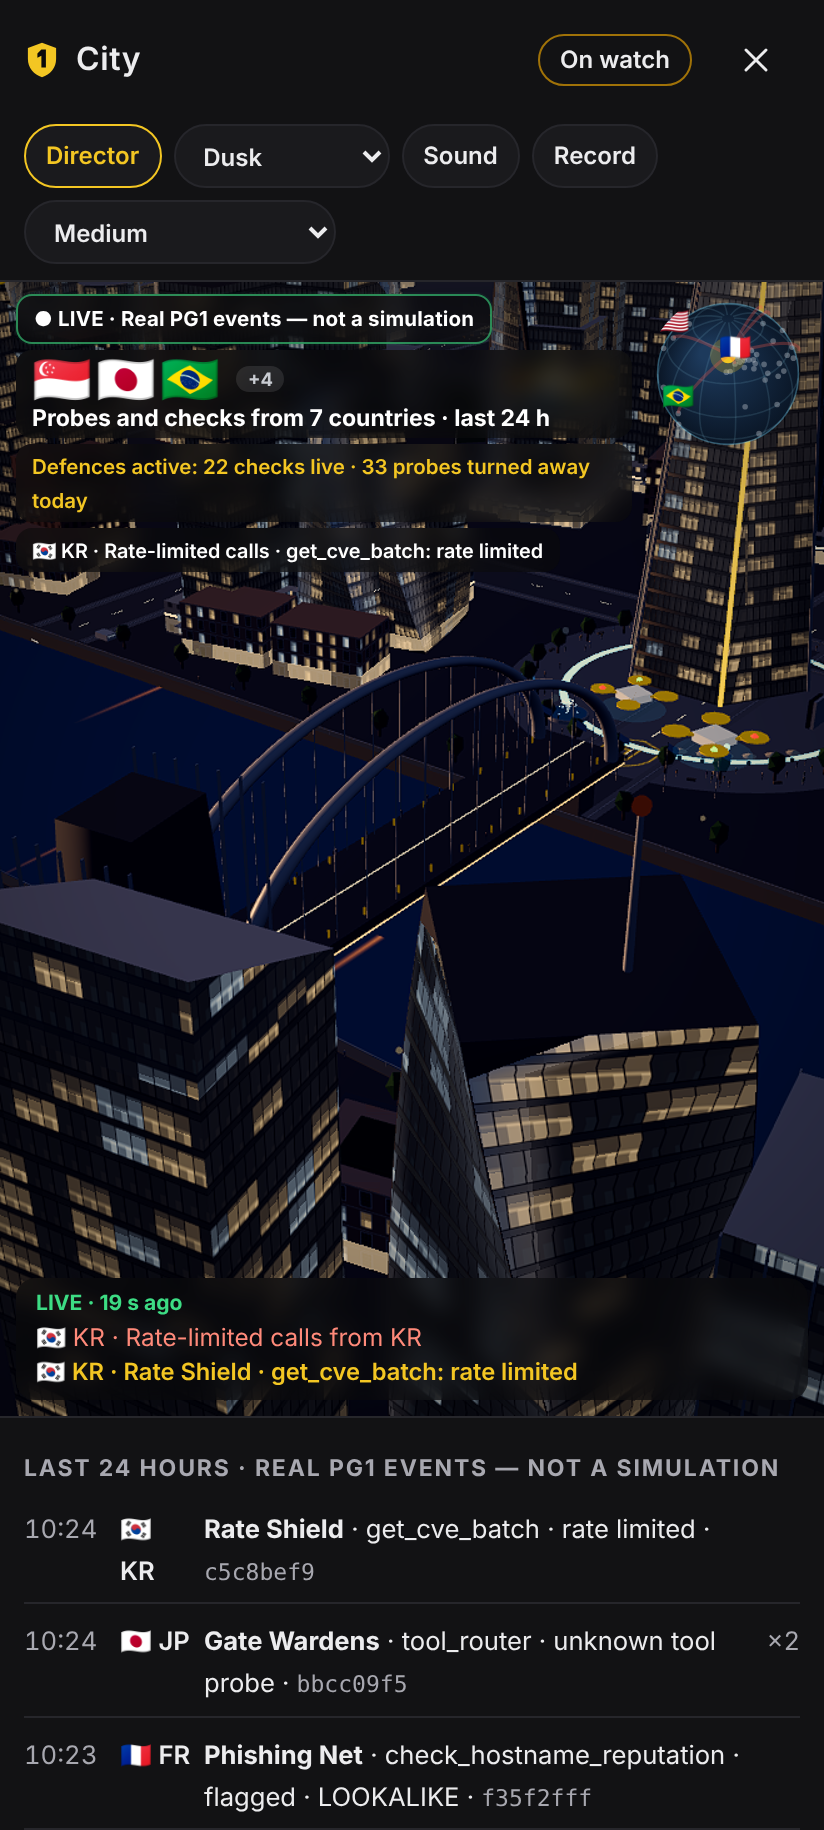 1 City
On watch
Director
Dusk
Sound
Record
Medium
LIVE · Real PG1 events — not a simulation
+4
Probes and checks from 7 countries · last 24 h
Defences active: 22 checks live · 33 probes turned away
today
KR · Rate-limited calls · get_cve_batch: rate limited
LIVE · 19 s ago
KR · Rate-limited calls from KR
KR · Rate Shield · get_cve_batch: rate limited
LAST 24 HOURS · REAL PG1 EVENTS — NOT A SIMULATION
10:24 KR Rate Shield · get_cve_batch · rate limited ·
c5c8bef9
10:24 JP Gate Wardens · tool_router · unknown tool ×2
probe · bbcc09f5
10:23 FR Phishing Net · check_hostname_reputation ·
flagged · LOOKALIKE · f35f2fff